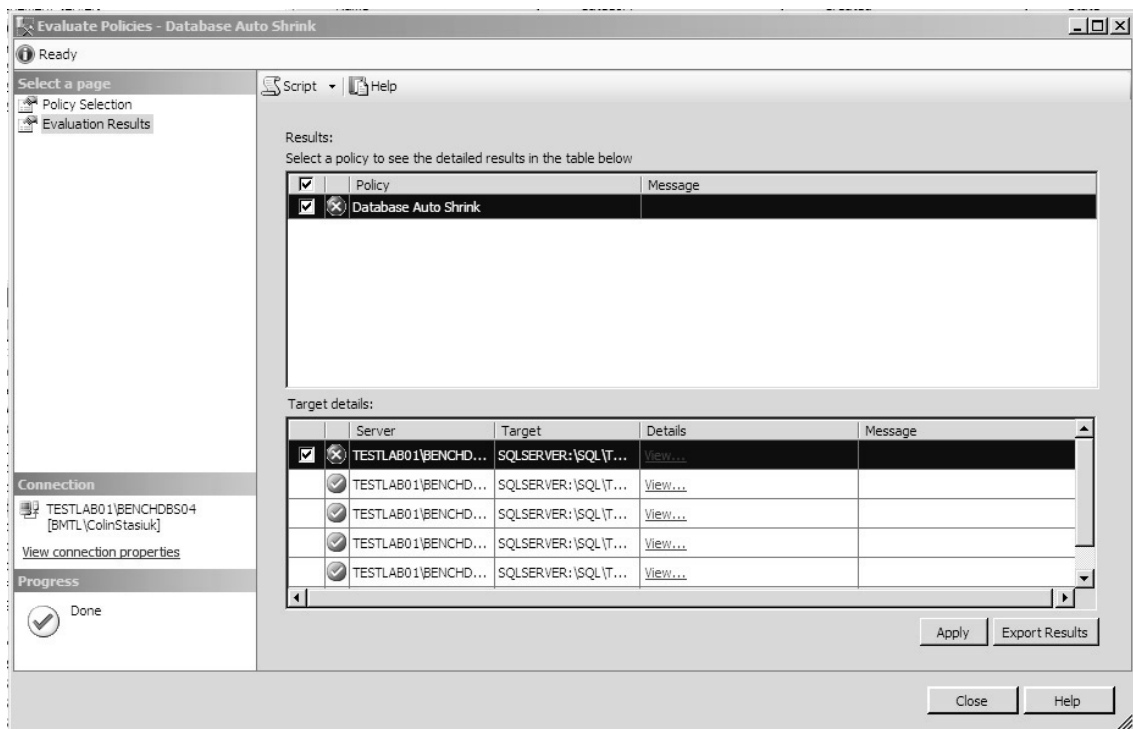 Evaluate Policies - Database Auto Shrink
Ready
Select a page
Policy Selection
Evaluation Results
Script Help
Results:
Select a policy to see the detailed results in the table below
Policy Message
Database Auto Shrink
Target details:
Server Target Details Message
TESTLAB01\BENCHD... SQLSERVER:\SQL\T... View...
TESTLAB01\BENCHD... SQLSERVER:\SQL\T... View...
TESTLAB01\BENCHD... SQLSERVER:\SQL\T... View...
TESTLAB01\BENCHD... SQLSERVER:\SQL\T... View...
TESTLAB01\BENCHD... SQLSERVER:\SQL\T... View...
Connection
TESTLAB01\BENCHDBS04
[BMTL\ColinStasiuk]
View connection properties
Progress
Done
Apply Export Results
Close Help